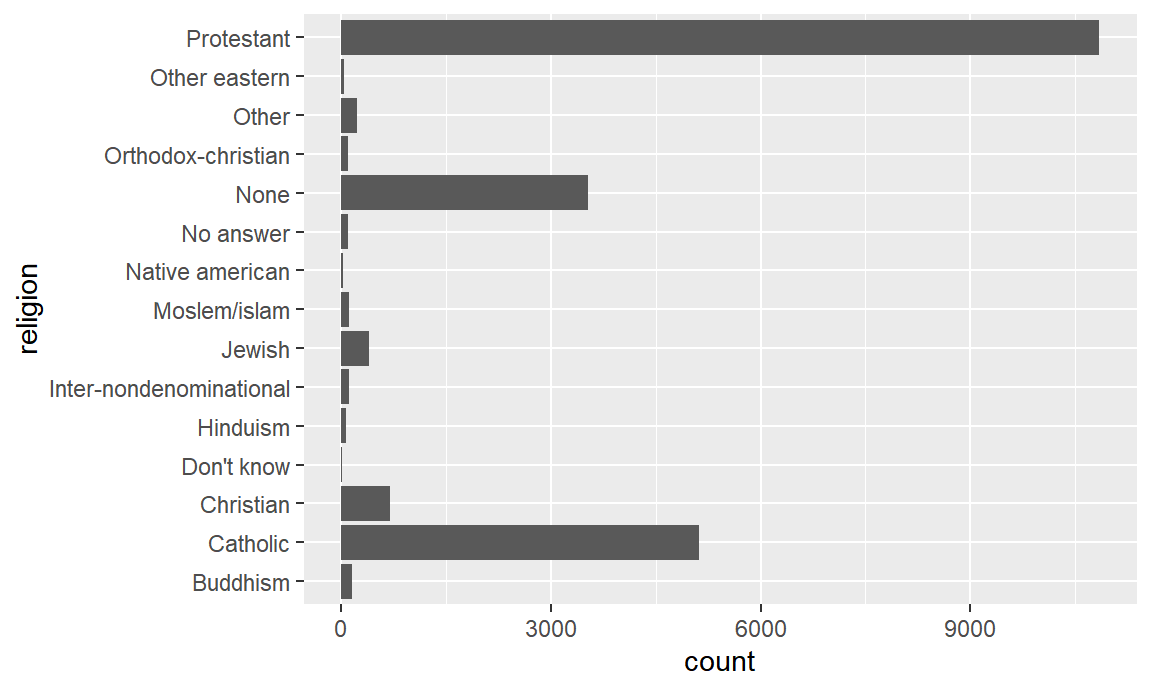 Protestant
Other eastern
Other
Orthodox-christian
None
No answer
Native american
Moslem/islam
Jewish
Inter-nondenominational
Hinduism
Don't know
Christian
Catholic
Buddhism
religion
0 3000 6000 9000
count